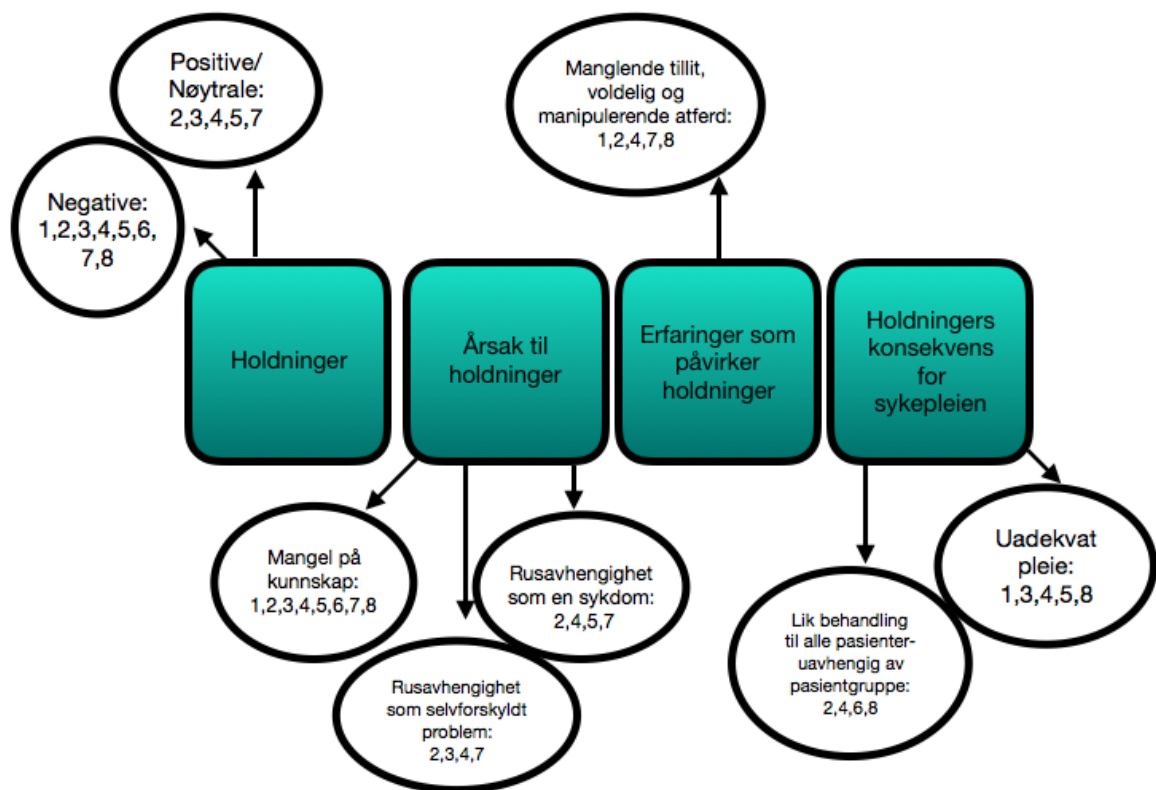 Positive/
Nøytrale:
2,3,4,5,7
Negative:
1,2,3,4,5,6,
7,8
Manglende tillit,
voldelig og
manipulerende atferd:
1,2,4,7,8
Holdninger
Årsak til
holdninger
Erfaringer som
påvirker
holdninger
Holdningers
konsekvens
for
sykepleien
Mangel på
kunnskap:
1,2,3,4,5,6,7,8
Rusavhengighet
som selvforskyldt
problem:
2,3,4,7
Rusavhengighet
som en sykdom:
2,4,5,7
Lik behandling
til alle pasienter-
uavhengig av
pasientgruppe:
2,4,6,8
Uadekvat
pleie:
1,3,4,5,8